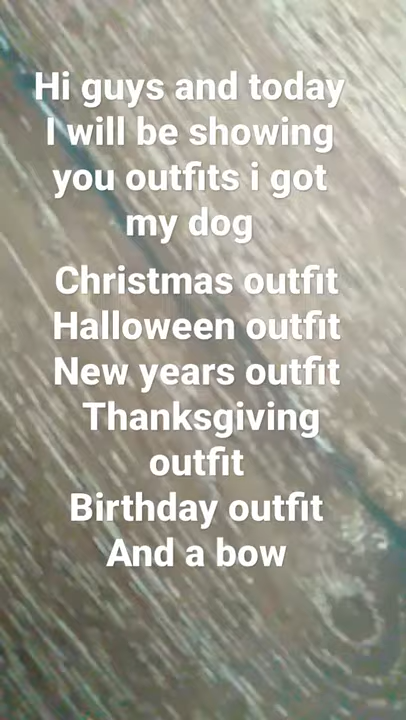 Hi guys and today
I will be showing
you outfits i got
my dog
Christmas outfit
Halloween outfit
New years outfit
Thanksgiving
outfit
Birthday outfit
And a bow